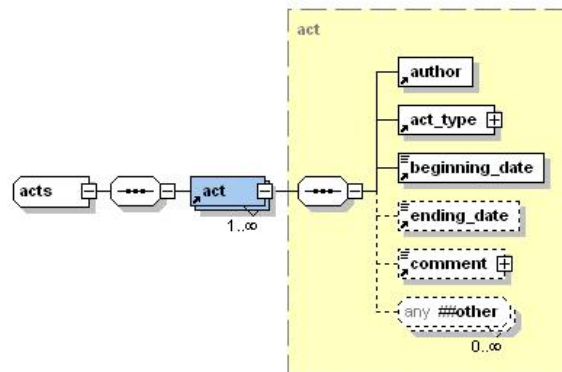 act
author
act_type
beginning_date
acts
act
1..∞
ending_date
comment
any ##other
0..∞